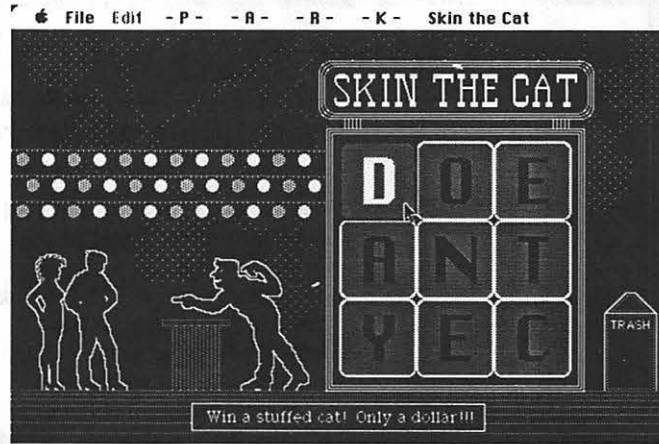 File Edit - P - - A - - R - - K - Skin the Cat
SKIN THE CAT
D O E
A N T
Y E C
TRASH
Win a stuffed cat! Only a dollar!!!